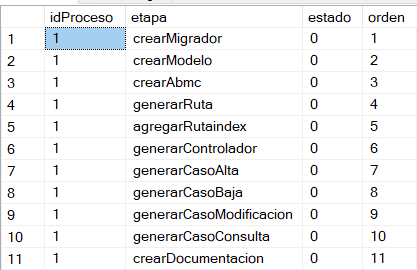 idProceso etapa estado orden
1 1 crearMigrador 0 1
2 1 crearModelo 0 2
3 1 crearAbmc 0 3
4 1 generarRuta 0 4
5 1 agregarRutaindex 0 5
6 1 generarControlador 0 6
7 1 generarCasoAlta 0 7
8 1 generarCasoBaja 0 8
9 1 generarCasoModificacion 0 9
10 1 generarCasoConsulta 0 10
11 1 crearDocumentacion 0 11